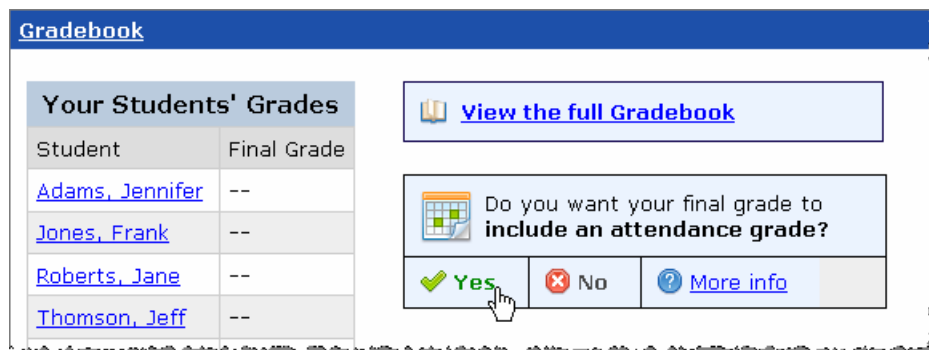 Gradebook
Your Students' Grades
Student Final Grade
Adams, Jennifer --
Jones, Frank --
Roberts, Jane --
Thomson, Jeff --
View the full Gradebook
Do you want your final grade to
include an attendance grade?
Yes No More info